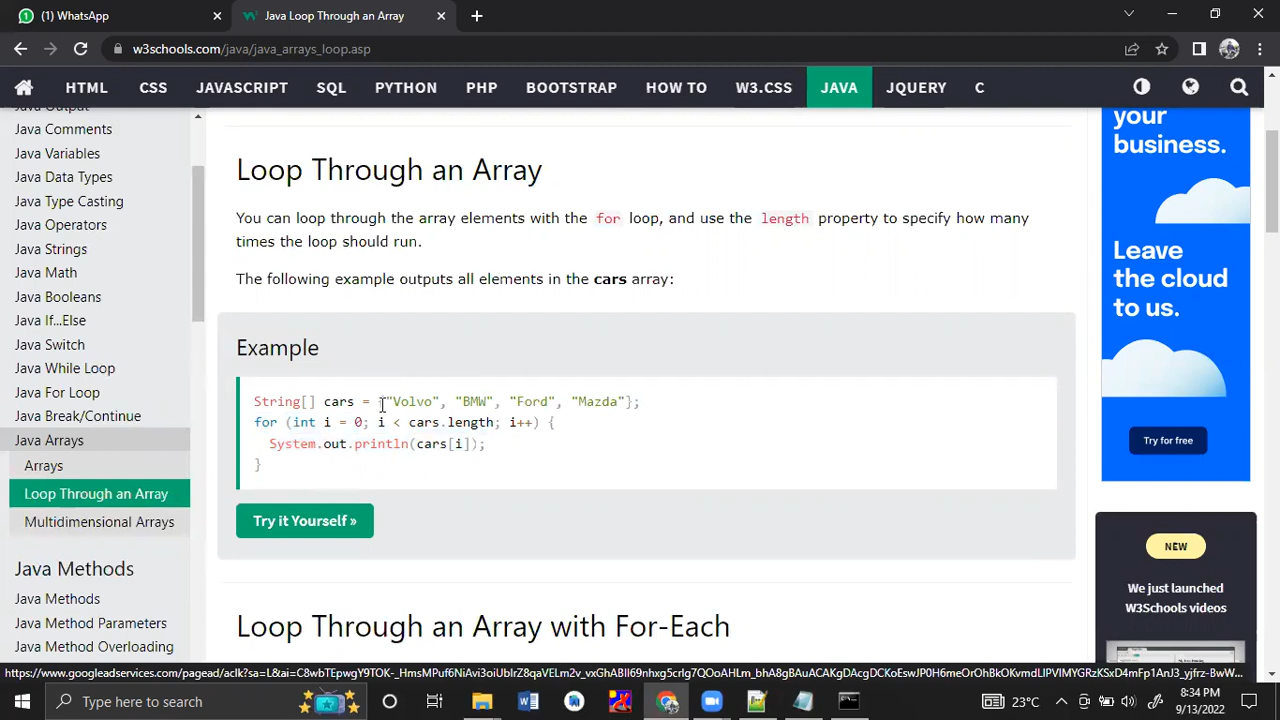 (1) WhatsApp
Java Loop Through an Array
w3schools.com/java/java_arrays_loop.asp
HTML CSS JAVASCRIPT SQL PYTHON PHP BOOTSTRAP HOW TO W3.CSS JAVA JQUERY C
Java Output
Java Comments
Java Variables
Java Data Types
Java Type Casting
Java Operators
Java Strings
Java Math
Java Booleans
Java If...Else
Java Switch
Java While Loop
Java For Loop
Java Break/Continue
Java Arrays
Arrays
Loop Through an Array
Multidimensional Arrays
Java Methods
Java Methods
Java Method Parameters
Java Method Overloading
Loop Through an Array
You can loop through the array elements with the for loop, and use the length property to specify how many
times the loop should run.
The following example outputs all elements in the cars array:
Example
String[] cars = {"Volvo", "BMW", "Ford", "Mazda"};
for (int i = 0; i < cars.length; i++) {
System.out.println(cars[i]);
}
Try it Yourself »
Loop Through an Array with For-Each
your
business.
Leave
the cloud
to us.
Try for free
NEW
We just launched
W3Schools videos
Type here to search
23°C
8:34 PM
9/13/2022